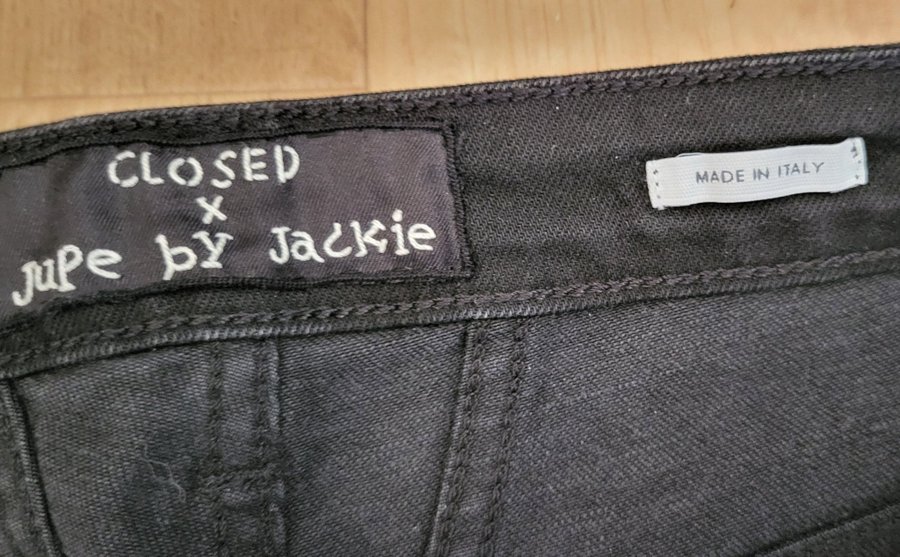 CLOSED
x
JuPe bY Jackie
MADE IN ITALY